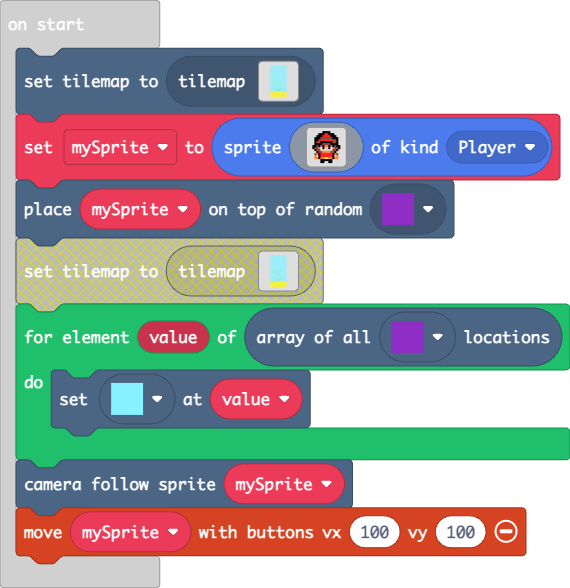 on start
set tilemap to tilemap
set mySprite to sprite of kind Player
place mySprite on top of random
set tilemap to tilemap
for element value of array of all locations
do
set at value
camera follow sprite mySprite
move mySprite with buttons vx 100 vy 100